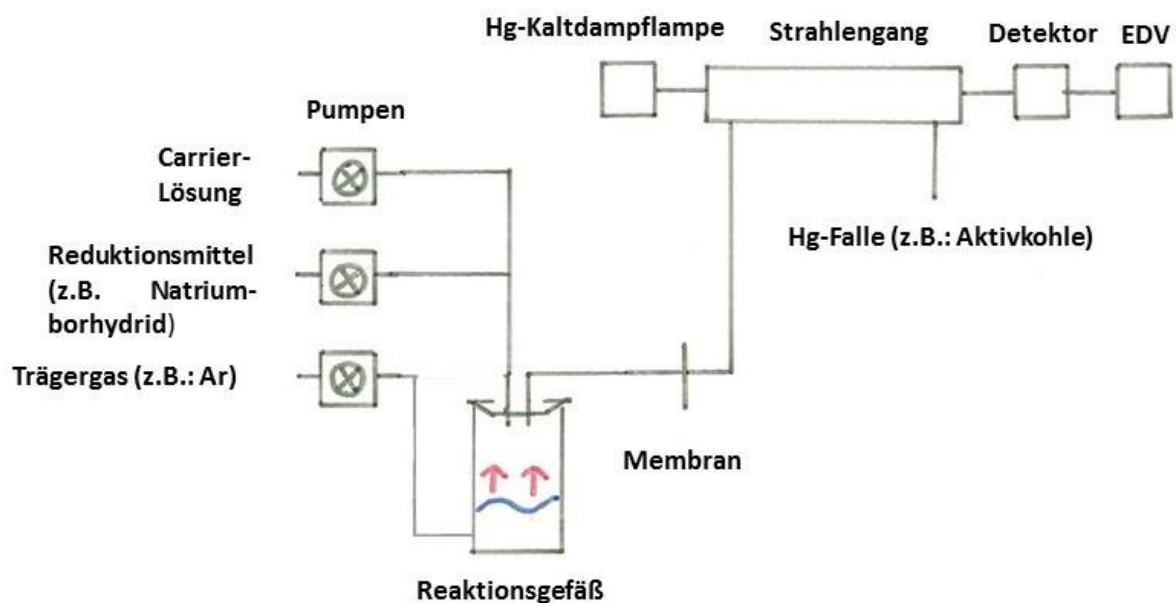 Hg-Kaltdampflampe
Strahlengang
Detektor
EDV
Pumpen
Carrier-
Lösung
Reduktionsmittel
(z.B. Natrium-
borhydrid)
Trägergas (z.B.: Ar)
Hg-Falle (z.B.: Aktivkohle)
Membran
Reaktionsgefäß